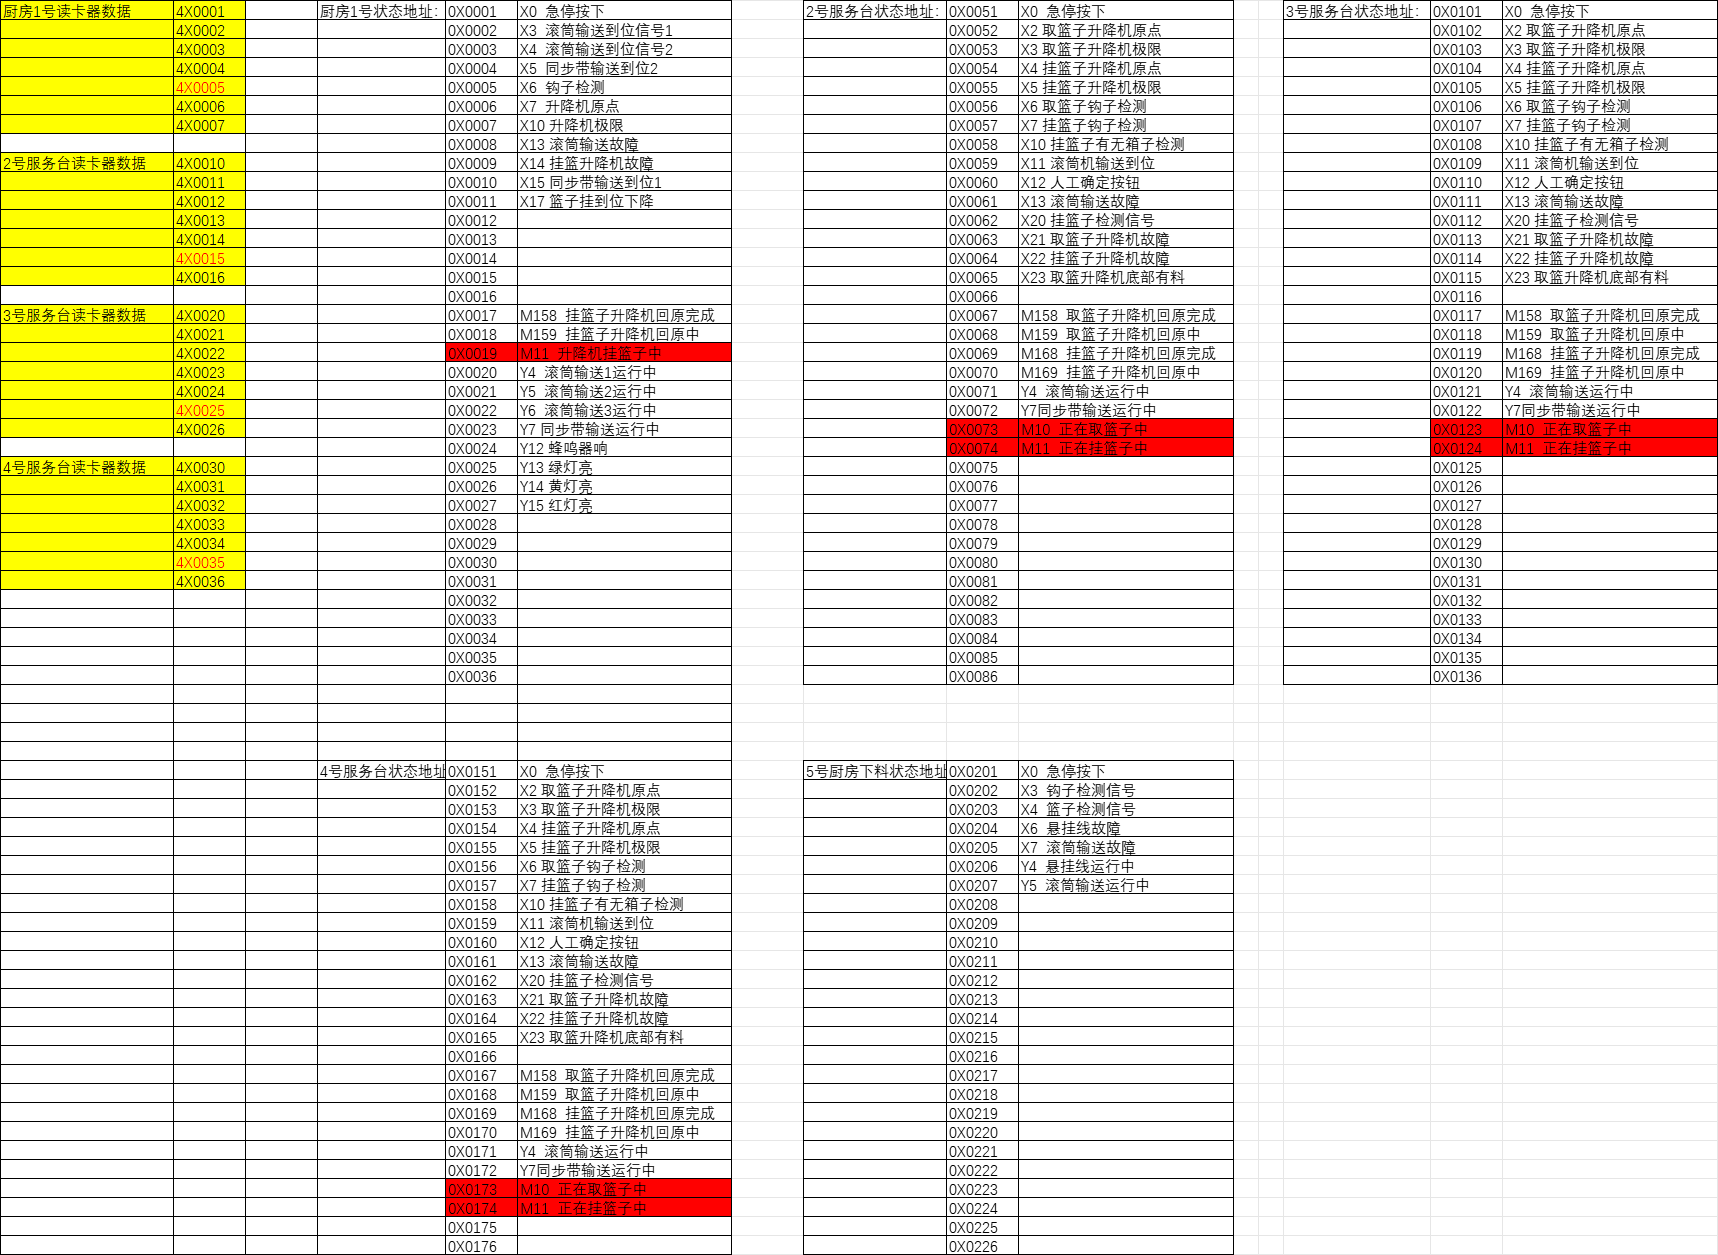 厨房1号读卡器数据 4X0001 厨房1号状态地址: 0X0001 X0 急停按下 2号服务台状态地址: 0X0051 X0 急停按下 3号服务台状态地址: 0X0101 X0 急停按下
4X0002 0X0002 X3 滚筒输送到位信号1 0X0052 X2 取篮子升降机原点 0X0102 X2 取篮子升降机原点
4X0003 0X0003 X4 滚筒输送到位信号2 0X0053 X3 取篮子升降机极限 0X0103 X3 取篮子升降机极限
4X0004 0X0004 X5 同步带输送到位2 0X0054 X4 挂篮子升降机原点 0X0104 X4 挂篮子升降机原点
4X0005 0X0005 X6 钩子检测 0X0055 X5 挂篮子升降机极限 0X0105 X5 挂篮子升降机极限
4X0006 0X0006 X7 升降机原点 0X0056 X6 取篮子钩子检测 0X0106 X6 取篮子钩子检测
4X0007 0X0007 X10 升降机极限 0X0057 X7 挂篮子钩子检测 0X0107 X7 挂篮子钩子检测
0X0008 X13 滚筒输送故障 0X0058 X10 挂篮子有无箱子检测 0X0108 X10 挂篮子有无箱子检测
2号服务台读卡器数据 4X0010 0X0009 X14 挂篮升降机故障 0X0059 X11 滚筒机输送到位 0X0109 X11 滚筒机输送到位
4X0011 0X0010 X15 同步带输送到位1 0X0060 X12 人工确定按钮 0X0110 X12 人工确定按钮
4X0012 0X0011 X17 篮子挂到位下降 0X0061 X13 滚筒输送故障 0X0111 X13 滚筒输送故障
4X0013 0X0012 0X0062 X20 挂篮子检测信号 0X0112 X20 挂篮子检测信号
4X0014 0X0013 0X0063 X21 取篮子升降机故障 0X0113 X21 取篮子升降机故障
4X0015 0X0014 0X0064 X22 挂篮子升降机故障 0X0114 X22 挂篮子升降机故障
4X0016 0X0015 0X0065 X23 取篮升降机底部有料 0X0115 X23 取篮升降机底部有料
0X0016 0X0066 0X0116
3号服务台读卡器数据 4X0020 0X0017 M158 挂篮子升降机回原完成 0X0067 M158 取篮子升降机回原完成 0X0117 M158 取篮子升降机回原完成
4X0021 0X0018 M159 挂篮子升降机回原中 0X0068 M159 取篮子升降机回原中 0X0118 M159 取篮子升降机回原中
4X0022 0X0019 M11 升降机挂篮子中 0X0069 M168 挂篮子升降机回原完成 0X0119 M168 挂篮子升降机回原完成
4X0023 0X0020 Y4 滚筒输送1运行中 0X0070 M169 挂篮子升降机回原中 0X0120 M169 挂篮子升降机回原中
4X0024 0X0021 Y5 滚筒输送2运行中 0X0071 Y4 滚筒输送运行中 0X0121 Y4 滚筒输送运行中
4X0025 0X0022 Y6 滚筒输送3运行中 0X0072 Y7同步带输送运行中 0X0122 Y7同步带输送运行中
4X0026 0X0023 Y7 同步带输送运行中 0X0073 M10 正在取篮子中 0X0123 M10 正在取篮子中
0X0024 Y12 蜂鸣器响 0X0074 M11 正在挂篮子中 0X0124 M11 正在挂篮子中
4号服务台读卡器数据 4X0030 0X0025 Y13 绿灯亮 0X0075 0X0125
4X0031 0X0026 Y14 黄灯亮 0X0076 0X0126
4X0032 0X0027 Y15 红灯亮 0X0077 0X0127
4X0033 0X0028 0X0078 0X0128
4X0034 0X0029 0X0079 0X0129
4X0035 0X0030 0X0080 0X0130
4X0036 0X0031 0X0081 0X0131
0X0032 0X0082 0X0132
0X0033 0X0083 0X0133
0X0034 0X0084 0X0134
0X0035 0X0085 0X0135
0X0036 0X0086 0X0136
4号服务台状态地址 0X0151 X0 急停按下 5号厨房下料状态地址 0X0201 X0 急停按下
0X0152 X2 取篮子升降机原点 0X0202 X3 钩子检测信号
0X0153 X3 取篮子升降机极限 0X0203 X4 篮子检测信号
0X0154 X4 挂篮子升降机原点 0X0204 X6 悬挂线故障
0X0155 X5 挂篮子升降机极限 0X0205 X7 滚筒输送故障
0X0156 X6 取篮子钩子检测 0X0206 Y4 悬挂线运行中
0X0157 X7 挂篮子钩子检测 0X0207 Y5 滚筒输送运行中
0X0158 X10 挂篮子有无箱子检测 0X0208
0X0159 X11 滚筒机输送到位 0X0209
0X0160 X12 人工确定按钮 0X0210
0X0161 X13 滚筒输送故障 0X0211
0X0162 X20 挂篮子检测信号 0X0212
0X0163 X21 取篮子升降机故障 0X0213
0X0164 X22 挂篮子升降机故障 0X0214
0X0165 X23 取篮升降机底部有料 0X0215
0X0166 0X0216
0X0167 M158 取篮子升降机回原完成 0X0217
0X0168 M159 取篮子升降机回原中 0X0218
0X0169 M168 挂篮子升降机回原完成 0X0219
0X0170 M169 挂篮子升降机回原中 0X0220
0X0171 Y4 滚筒输送运行中 0X0221
0X0172 Y7同步带输送运行中 0X0222
0X0173 M10 正在取篮子中 0X0223
0X0174 M11 正在挂篮子中 0X0224
0X0175 0X0225
0X0176 0X0226